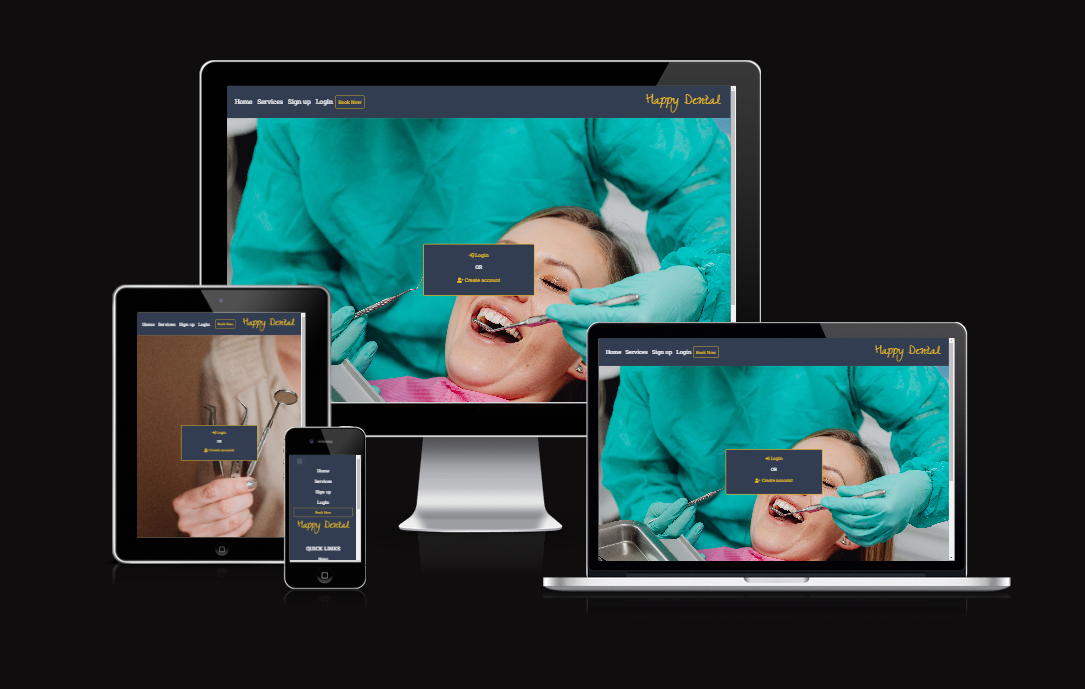 Home Services Sign up Login Book Now Happy Dental
Login
OR
Create account
Home Services Sign up Login Book Now Happy Dental
Login
OR
Create account
Home
Services
Sign up
Login
Book Now
Happy Dental
QUICK LINKS
Home Services Sign up Login Book Now Happy Dental
Login
OR
Create account